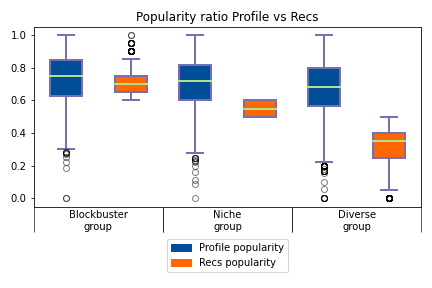 Popularity ratio Profile vs Recs
1.0
0.8
0.6
0.4
0.2
0.0
Blockbuster
group
Niche
group
Diverse
group
Profile popularity
Recs popularity